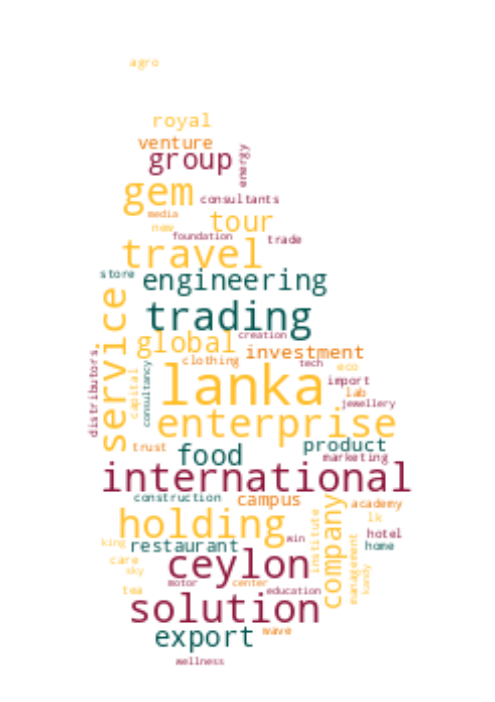 agro
royal
venture
group
energy
gem
consultants
media
tour
new
foundation
trade
travel
store
engineering
service
trading
creation
global
investment
distributors
clothing
tech
eco
capital
consultancy
lanka
import
lab
jewellery
enterprise
trust
food
product
marketing
international
construction
campus
academy
holding
institute
company
lk
king
restaurant
win
hotel
home
management
care
sky
ceylon
kandy
motor
center
tea
education
solution
export
wave
wellness